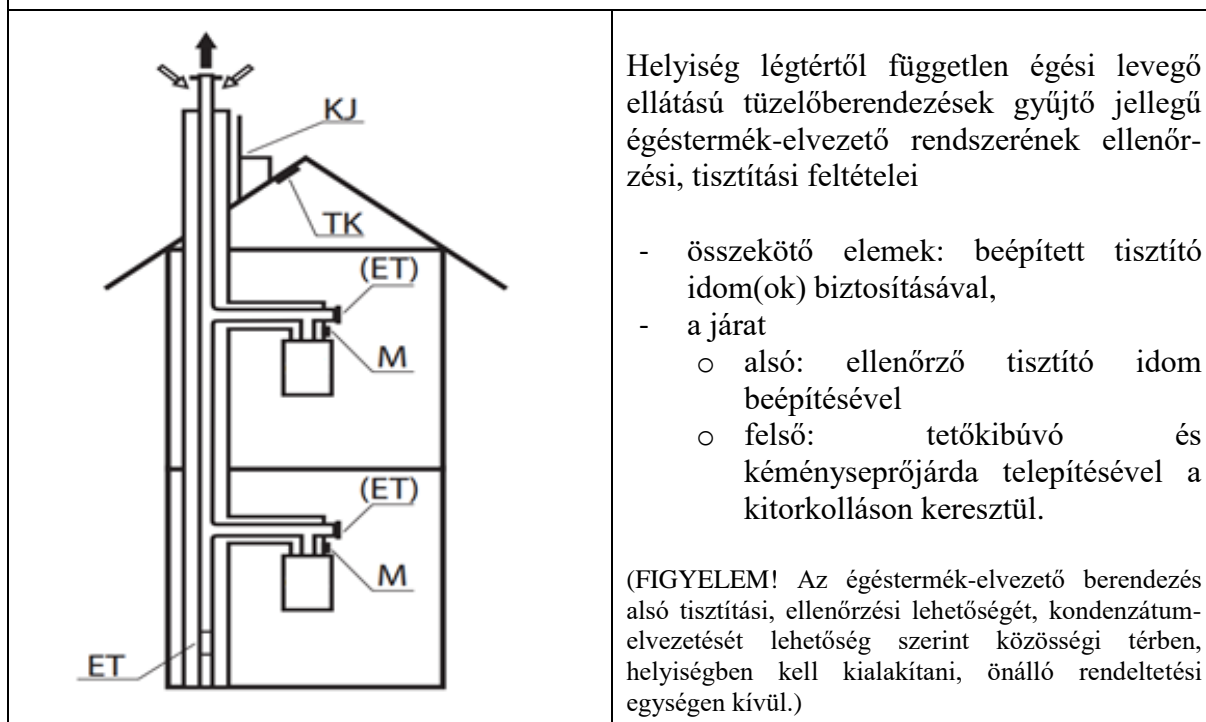 KJ
TK
(ET)
M
(ET)
M
ET
Helyiség légtértől független égési levegő
ellátású tüzelőberendezések gyűjtő jellegű
égéstermék-elvezető rendszerének ellenőr-
zési, tisztítási feltételei
- összekötő elemek: beépített tisztító
idom(ok) biztosításával,
- a járat
o alsó: ellenőrző tisztító idom
beépítésével
o felső: tetőkibúvó és
kéményseprőjárda telepítésével a
kitorkolláson keresztül.
(FIGYELEM! Az égéstermék-elvezető berendezés
alsó tisztítási, ellenőrzési lehetőségét, kondenzátum-
elvezetését lehetőség szerint közösségi térben,
helyiségben kell kialakítani, önálló rendeltetési
egységen kívül.)